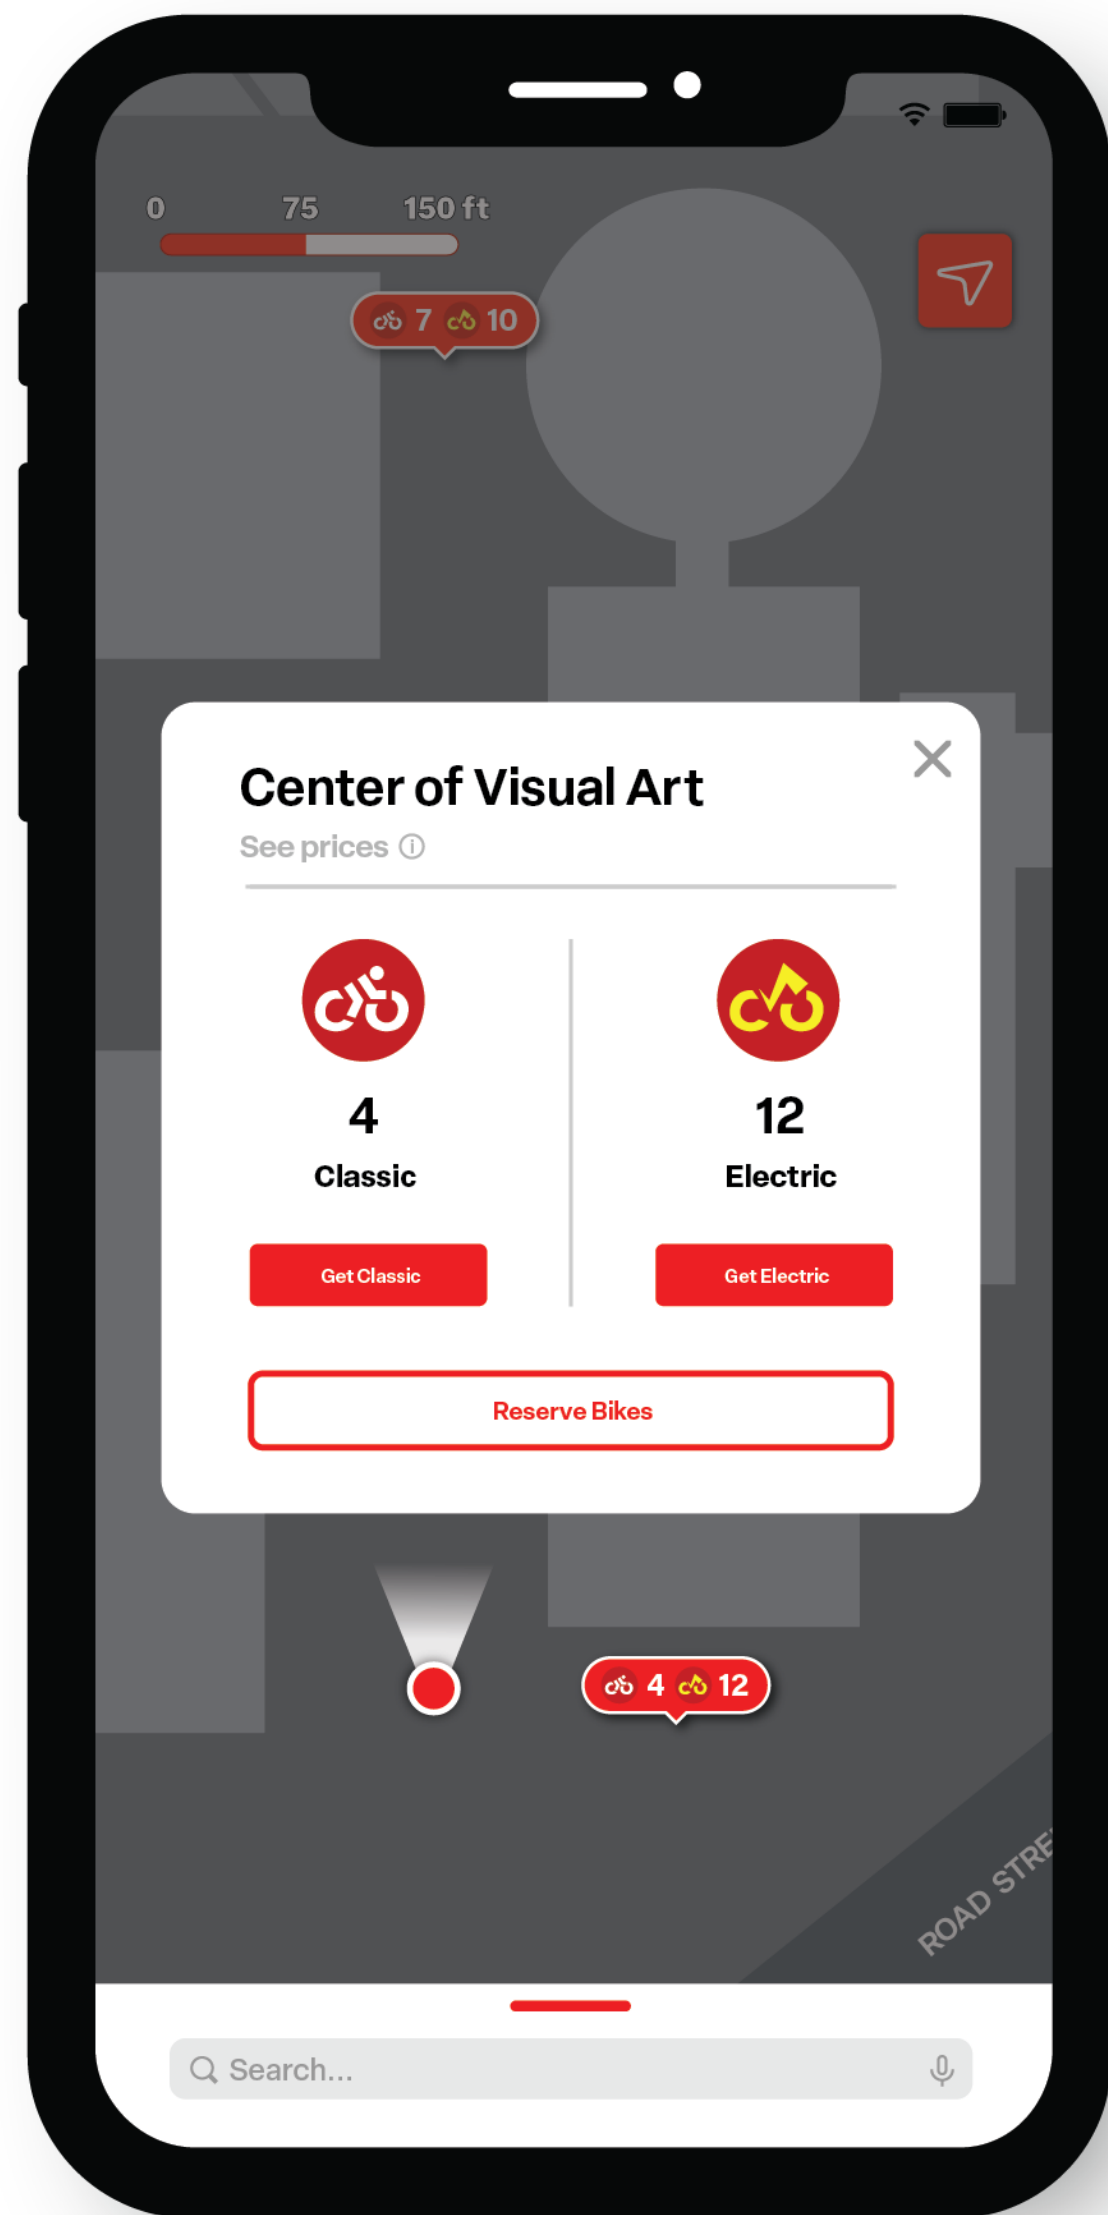 0 75 150 ft
7 10
Center of Visual Art
See prices
4 12
Classic Electric
Get Classic Get Electric
Reserve Bikes
4 12
ROAD
Search...